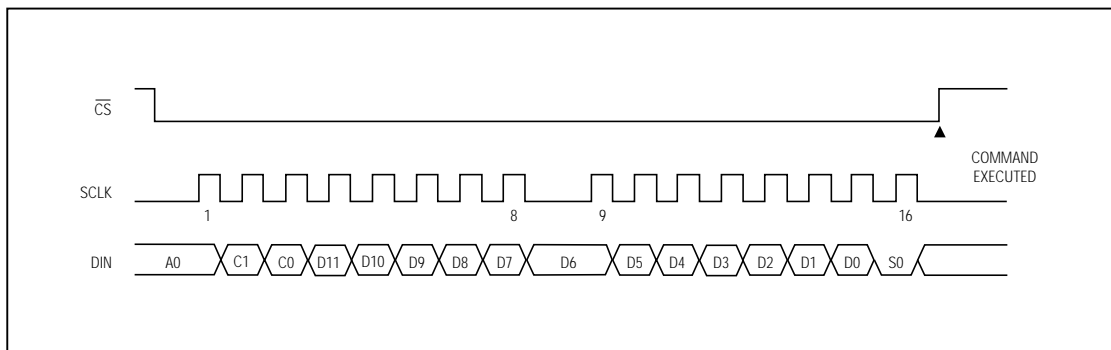 CS
COMMAND
EXECUTED
SCLK
1 8 9 16
DIN A0 C1 C0 D11 D10 D9 D8 D7 D6 D5 D4 D3 D2 D1 D0 S0